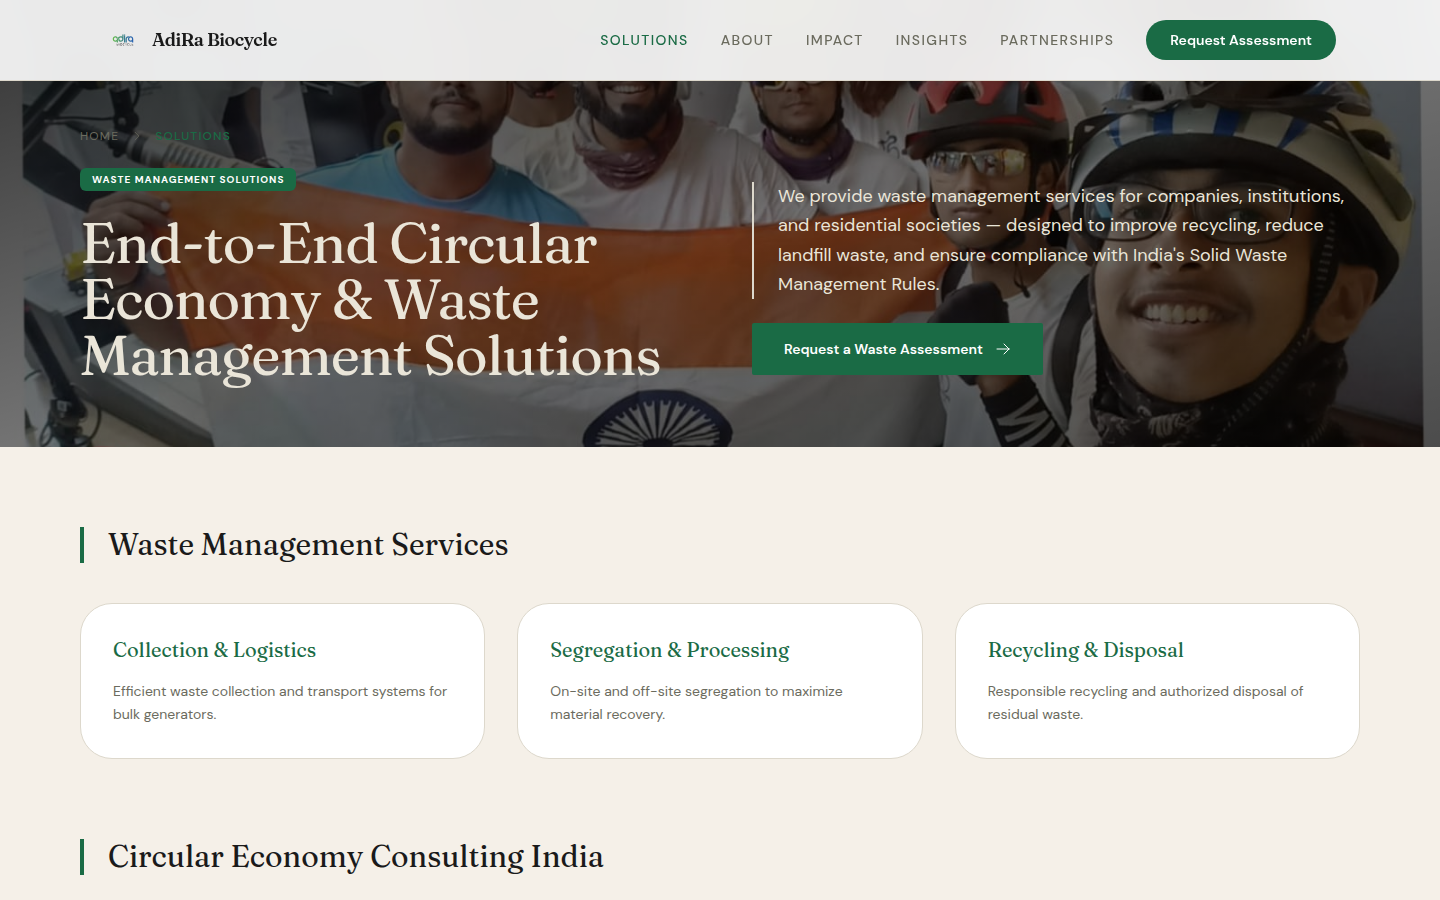 adira
AdiRa Biocycle
SOLUTIONS
ABOUT
IMPACT
INSIGHTS
PARTNERSHIPS
Request Assessment
HOME
SOLUTIONS
WASTE MANAGEMENT SOLUTIONS
End-to-End Circular
Economy & Waste
Management Solutions
We provide waste management services for companies, institutions,
and residential societies — designed to improve recycling, reduce
landfill waste, and ensure compliance with India's Solid Waste
Management Rules.
Request a Waste Assessment
Waste Management Services
Collection & Logistics
Efficient waste collection and transport systems for
bulk generators.
Segregation & Processing
On-site and off-site segregation to maximize
material recovery.
Recycling & Disposal
Responsible recycling and authorized disposal of
residual waste.
Circular Economy Consulting India